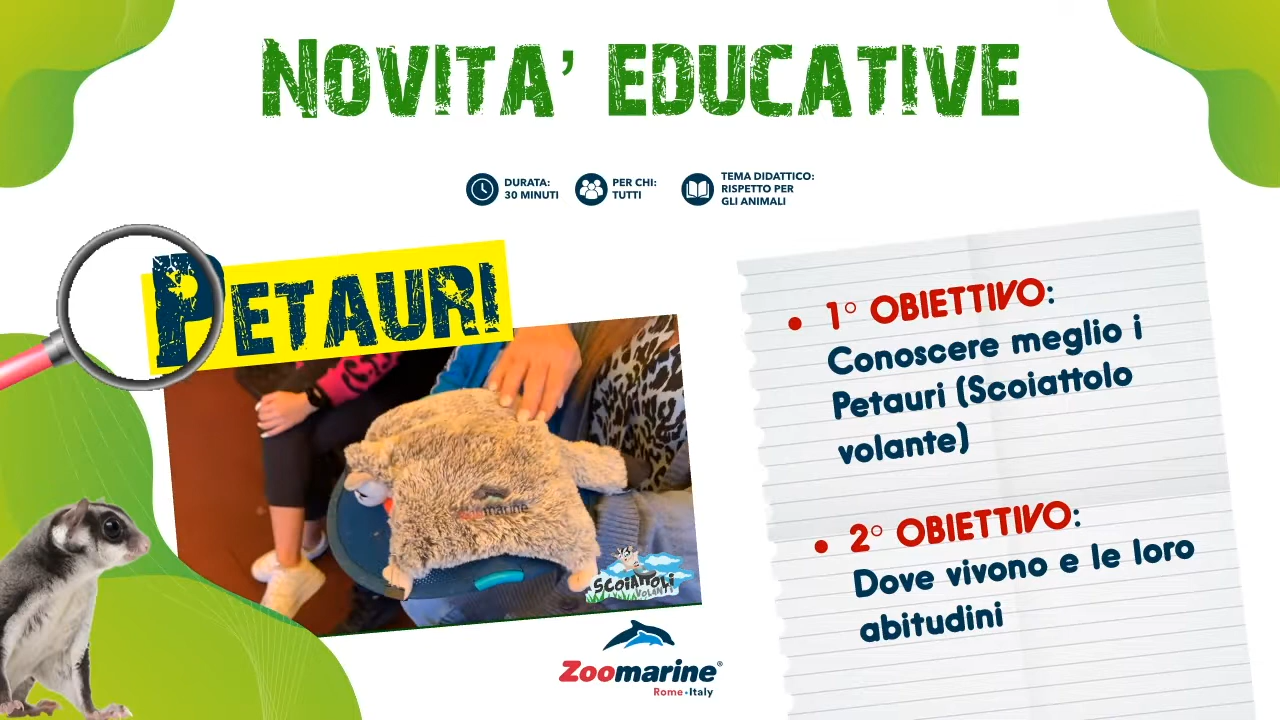 NOVITA' EDUCATIVE
DURATA:
30 MINUTI
PER CHI:
TUTTI
TEMA DIDATTICO:
RISPETTO PER
GLI ANIMALI
PETAURI
• 1° OBIETTIVO:
Conoscere meglio i
Petauri (Scoiattolo
volante)
• 2° OBIETTIVO:
Dove vivono e le loro
abitudini
marine
SCOIATTOLI
VOLANTI
Zoomarine®
Rome•Italy